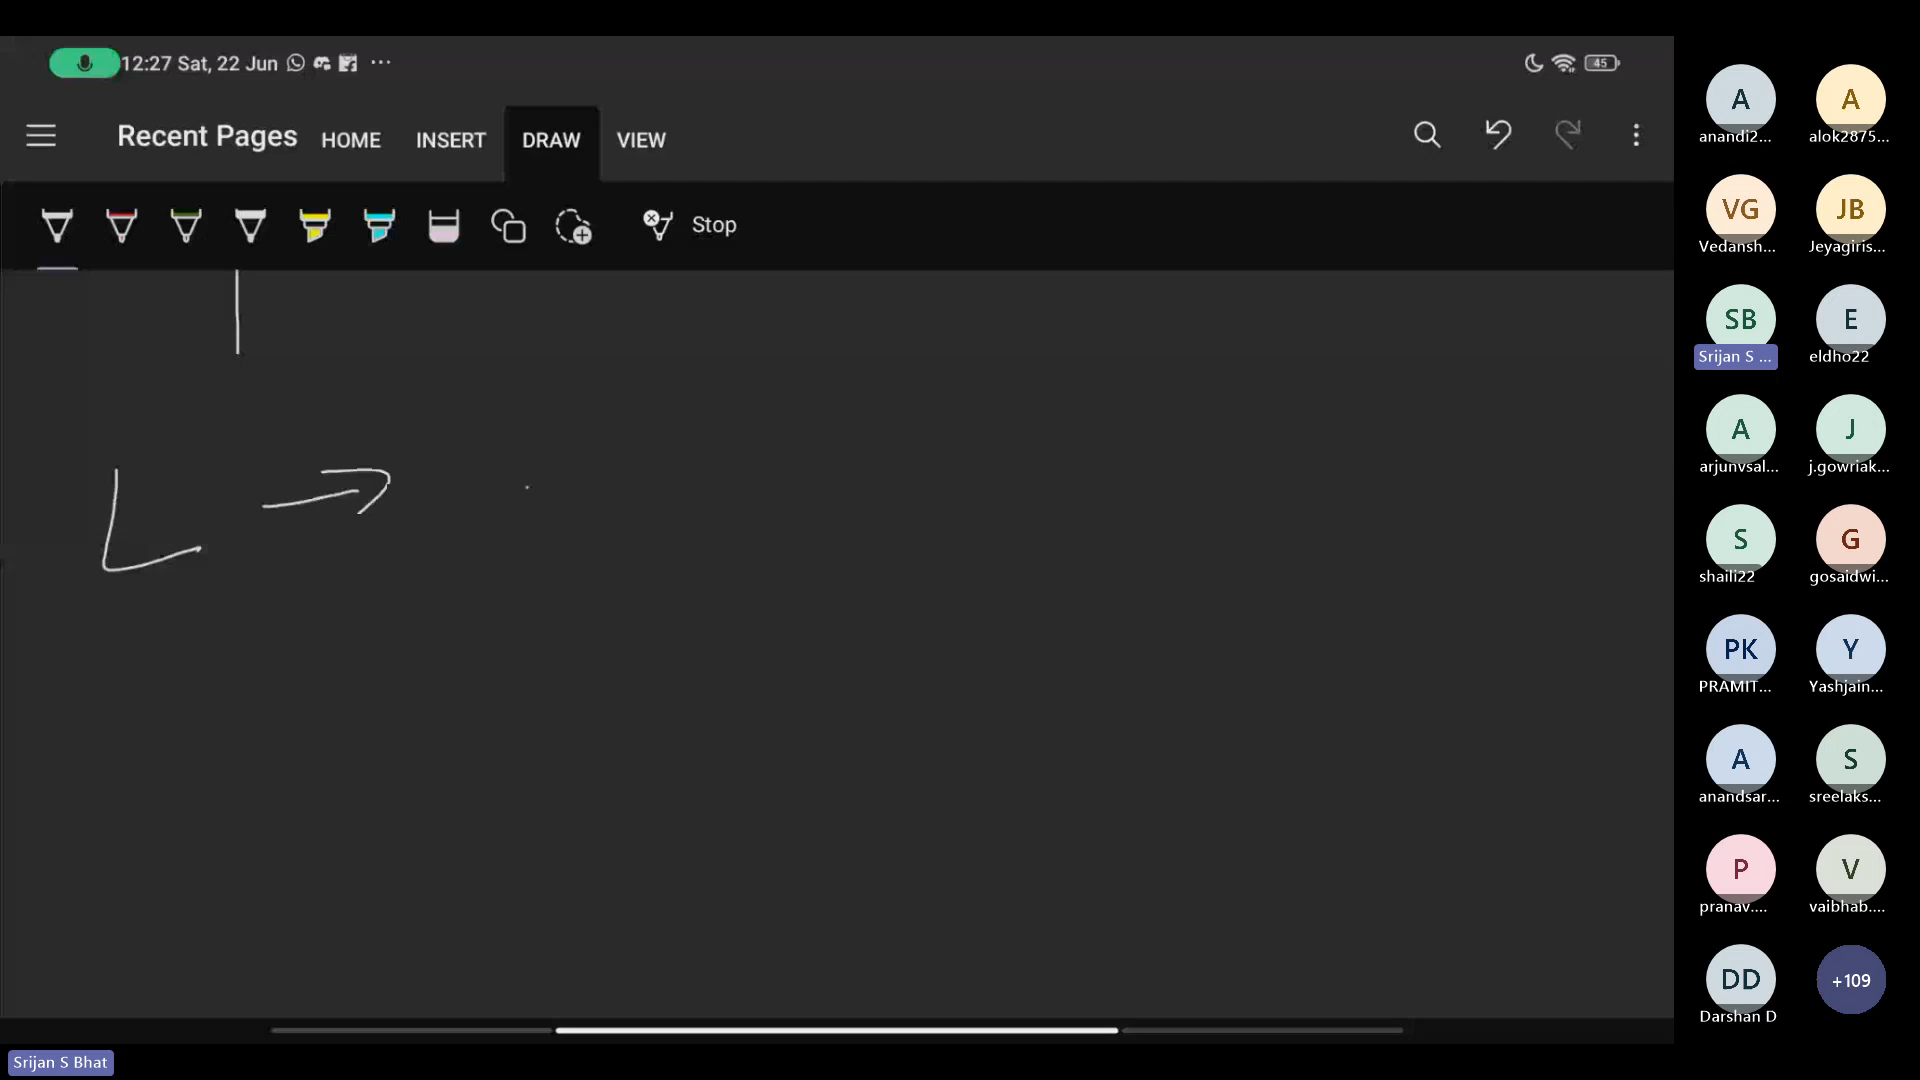 12:27 Sat, 22 Jun ... 45
Recent Pages HOME INSERT DRAW VIEW
Stop
L →
A A
anandi2... alok2875...
VG JB
Vedansh... Jeyagiris...
SB E
Srijan S ... eldho22
A J
arjunvsal... j.gowriak...
S G
shaili22 gosaidwi...
PK Y
PRAMIT... Yashjain...
A S
anandsar... sreelaks...
P V
pranav.... vaibhab....
DD +109
Darshan D
Srijan S Bhat